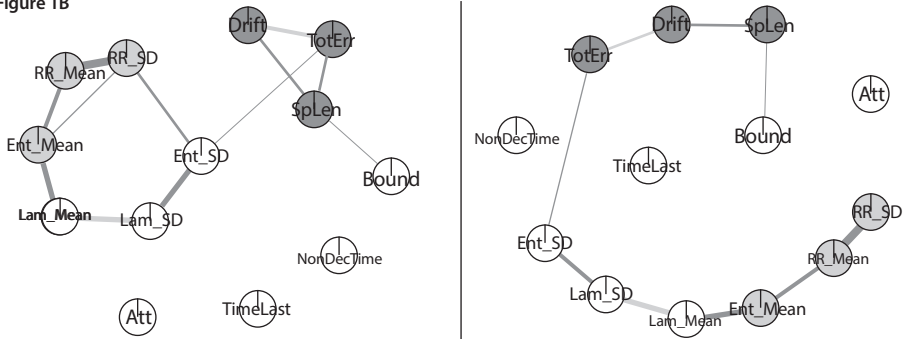 Figure 1B
Drift
TotErr
RR_SD
RR_Mean
SpLen
Ent_Mean
Ent_SD
Bound
Lam_Mean
Lam_SD
NonDecTime
TimeLast
Att
Drift
SpLen
TotErr
Att
NonDecTime
Bound
TimeLast
RR_SD
Ent_SD
RR_Mean
Lam_SD
Ent_Mean
Lam_Mean